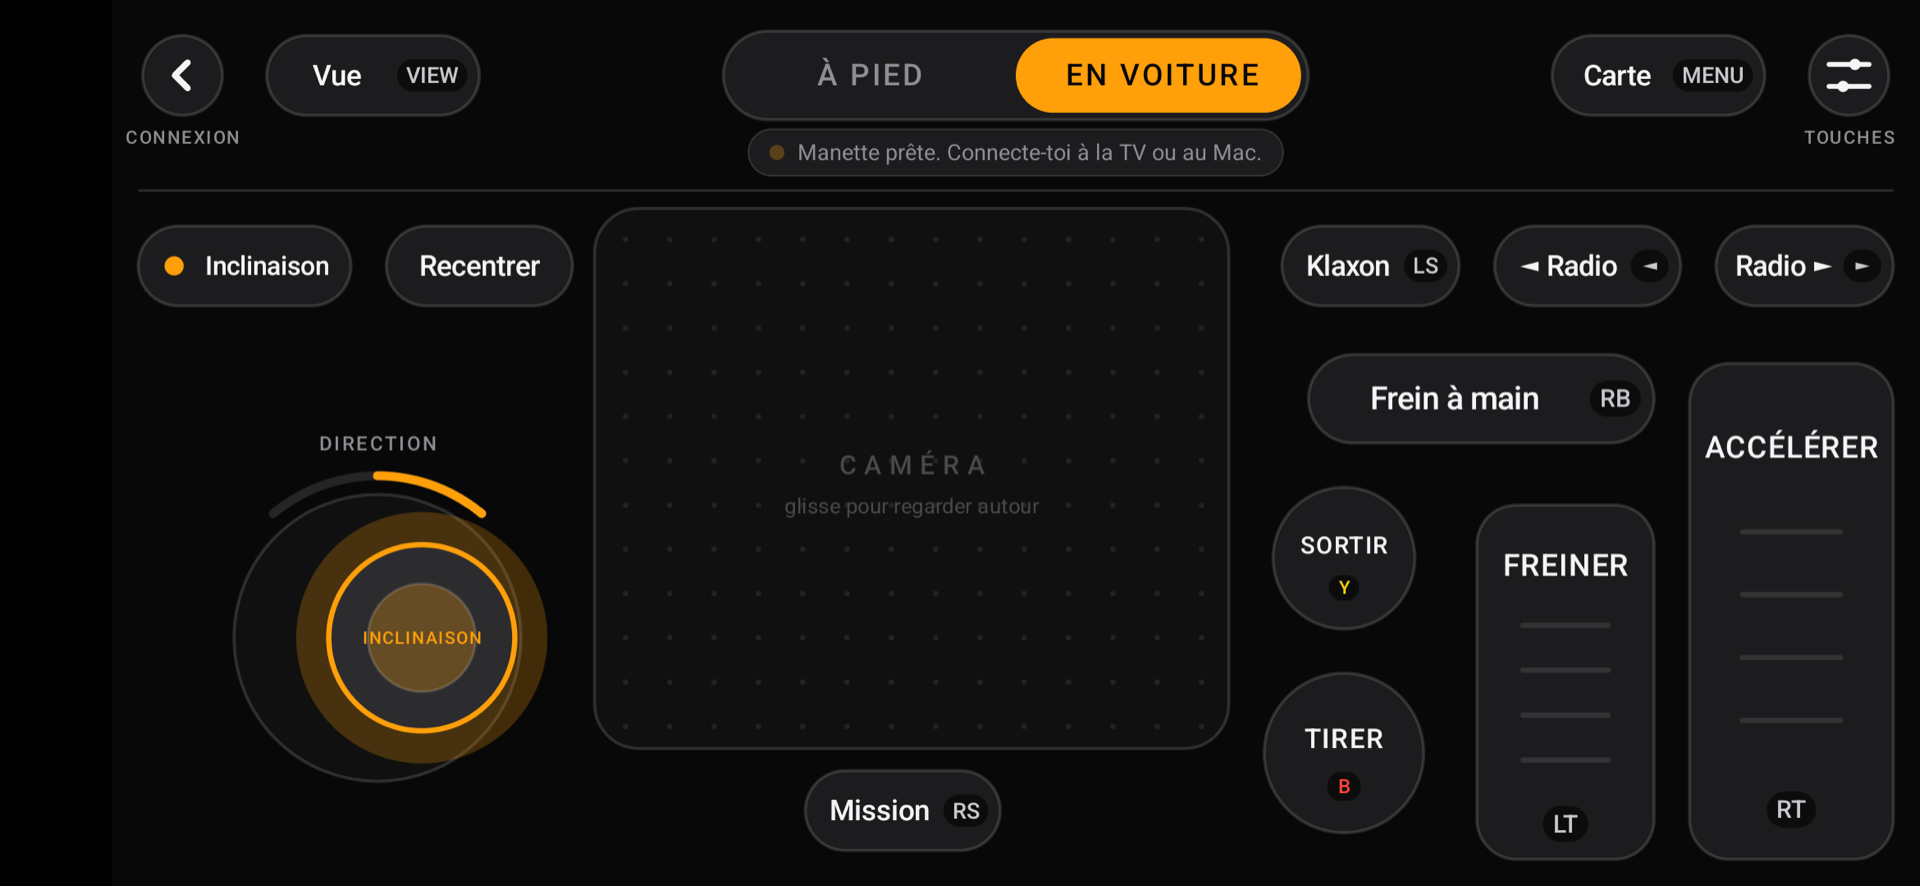 Vue VIEW
À PIED
EN VOITURE
Carte MENU
CONNEXION
TOUCHES
Manette prête. Connecte-toi à la TV ou au Mac.
Inclinaison
Recentrer
Klaxon LS
◄ Radio ◄
Radio ► ►
Frein à main RB
ACCÉLÉRER
DIRECTION
CAMÉRA
glisse pour regarder autour
SORTIR
Y
FREINER
INCLINAISON
TIRER
B
Mission RS
LT
RT